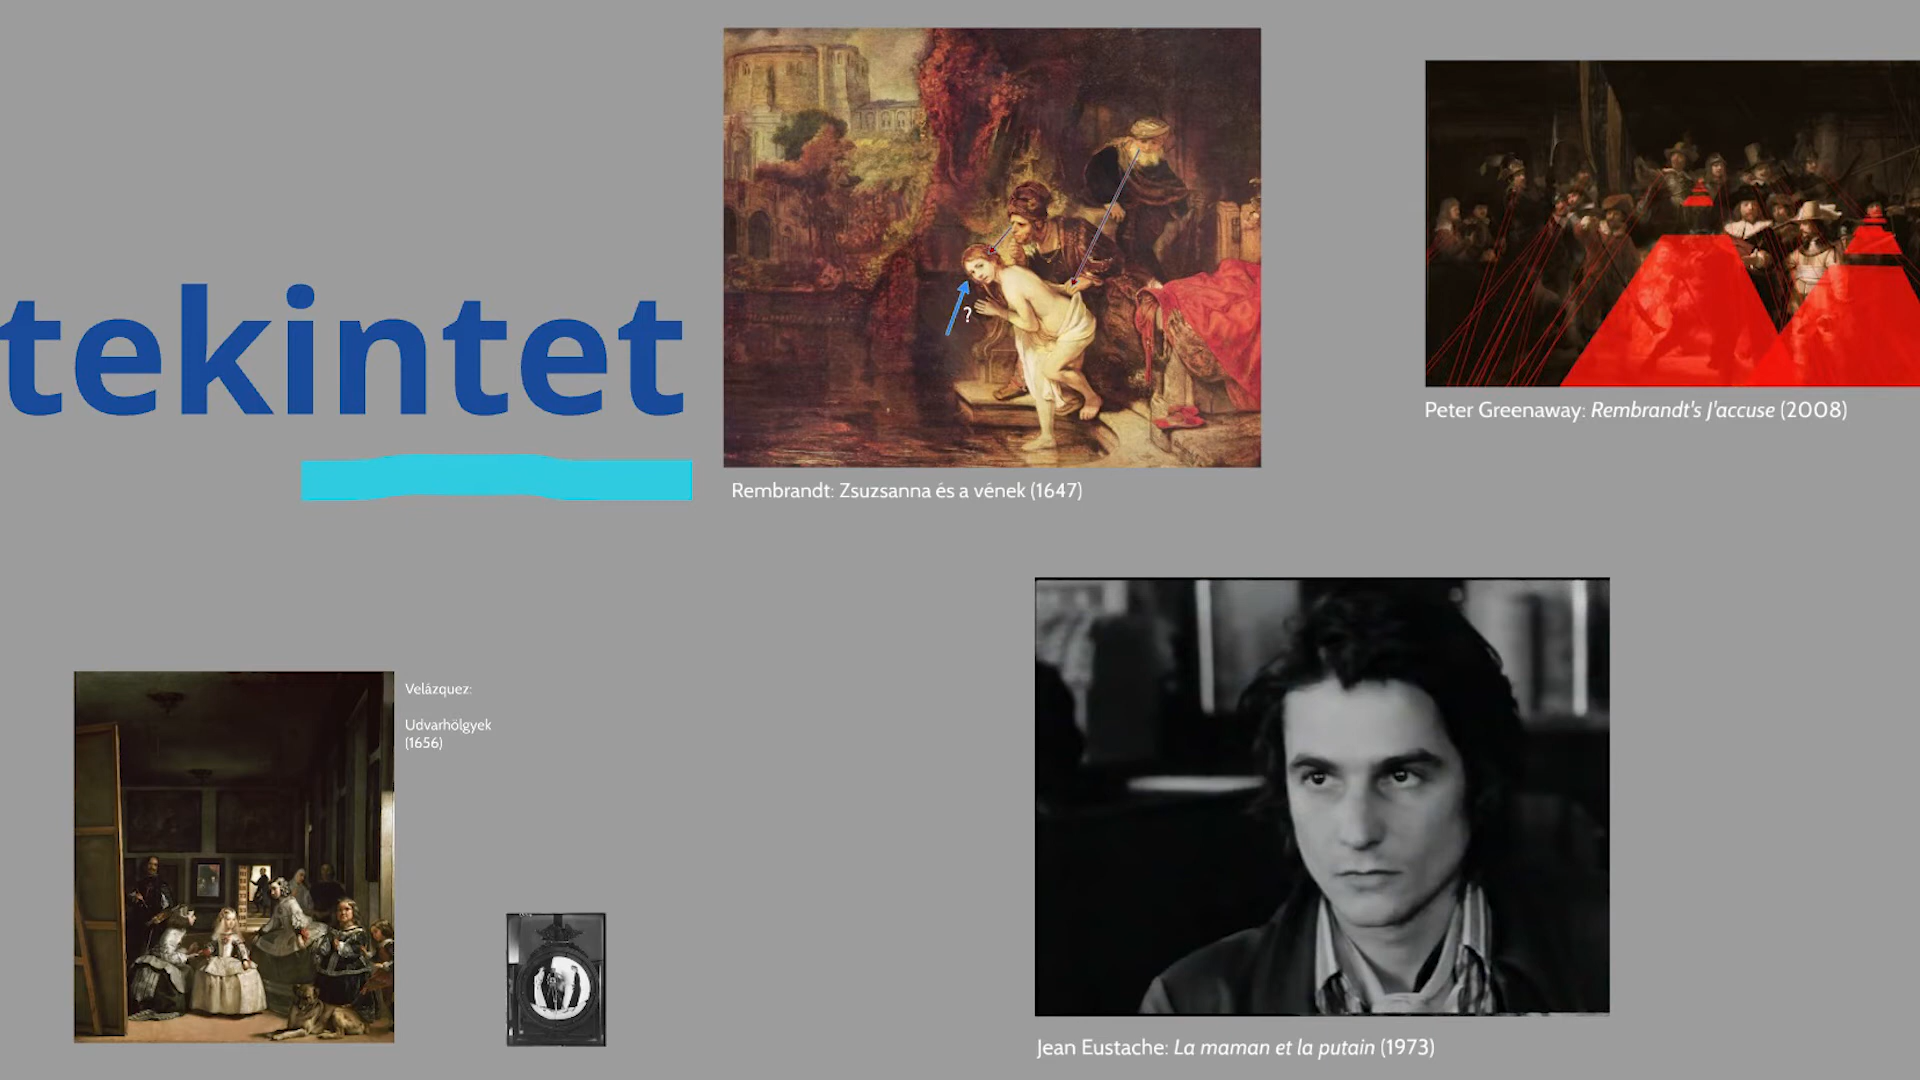 tekintet
?
Rembrandt: Zsuzsanna és a vének (1647)
Peter Greenaway: Rembrandt's J'accuse (2008)
Velázquez:
Udvarhölgyek
(1656)
Jean Eustache: La maman et la putain (1973)